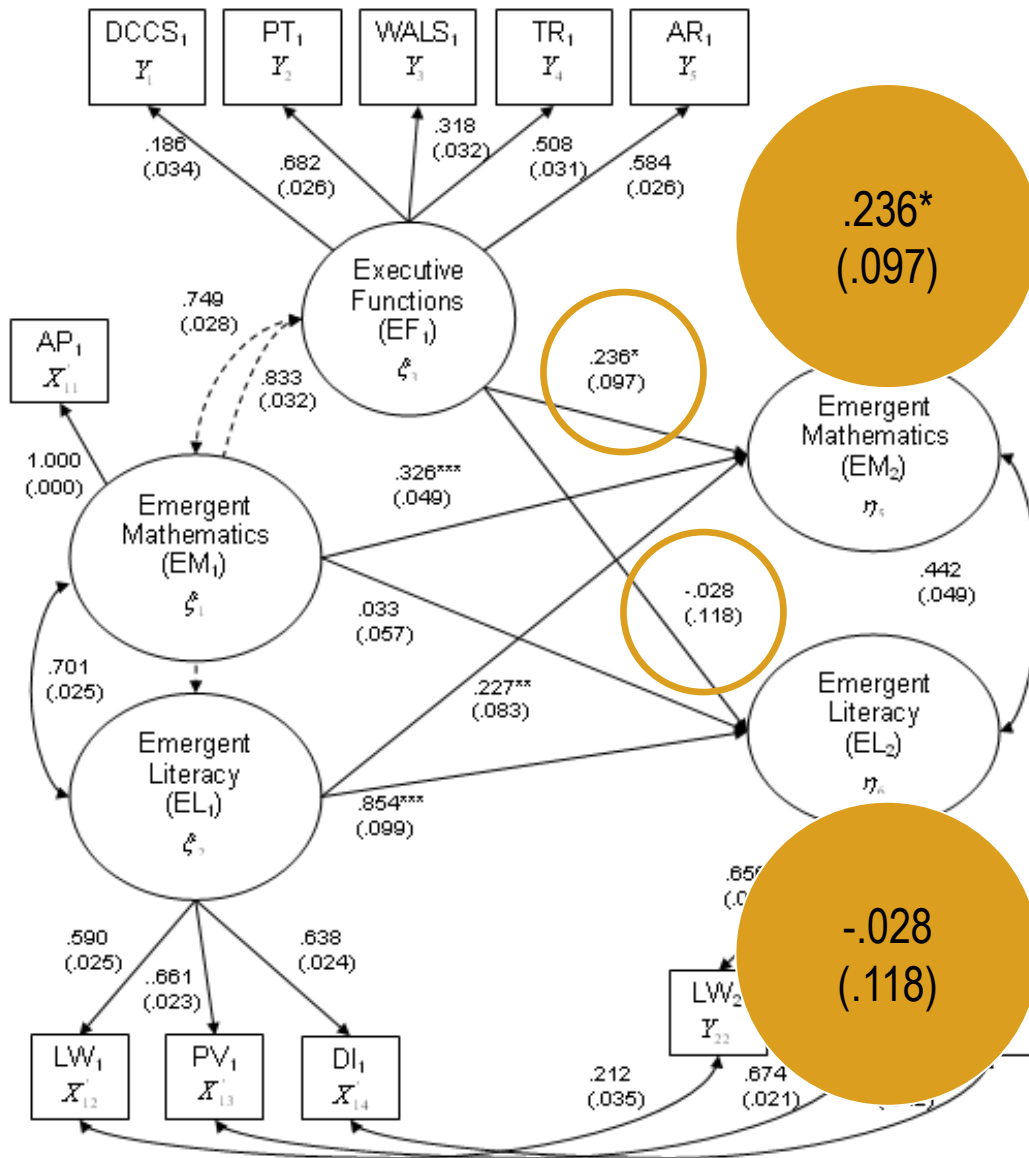 DCCS₁
Y₁
PT₁
Y₂
WALS₁
Y₃
TR₁
Y₄
AR₁
Y₅
.186
(.034)
.682
(.026)
.318
(.032)
.508
(.031)
.584
(.026)
.236*
(.097)
Executive
Functions
(EF₁)
ξ₃
.749
(.028)
.833
(.032)
.236*
(.097)
AP₁
X'₁₁
1.000
(.000)
Emergent
Mathematics
(EM₁)
ξ₁
.326***
(.049)
Emergent
Mathematics
(EM₂)
η₅
-.028
(.118)
.442
(.049)
.033
(.057)
.701
(.025)
.227**
(.083)
Emergent
Literacy
(EL₁)
ξ₂
.854***
(.099)
Emergent
Literacy
(EL₂)
η₆
-.028
(.118)
.590
(.025)
..661
(.023)
.638
(.024)
LW₁
X'₁₂
PV₁
X'₁₃
DI₁
X'₁₄
LW₂
Y₂₂
.212
(.035)
.674
(.021)